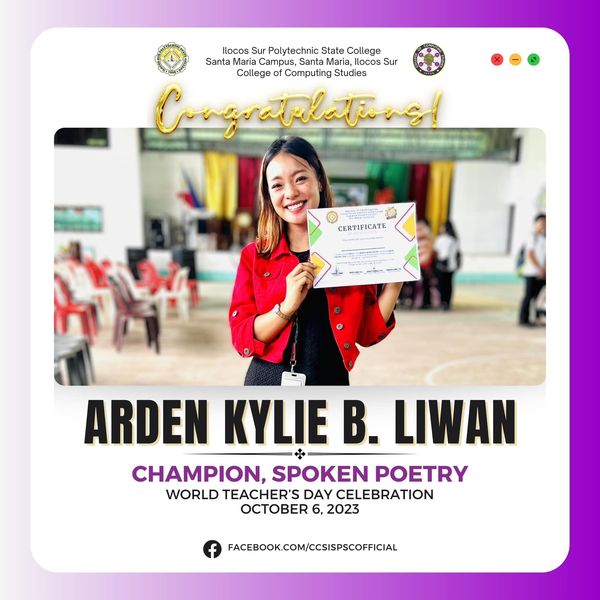 Ilocos Sur Polytechnic State College
Santa Maria Campus, Santa Maria, Ilocos Sur
College of Computing Studies
Congratulations!
CERTIFICATE
ARDEN KYLIE B. LIWAN
CHAMPION, SPOKEN POETRY
WORLD TEACHER'S DAY CELEBRATION
OCTOBER 6, 2023
FACEBOOK.COM/CCSISPSCOFFICIAL